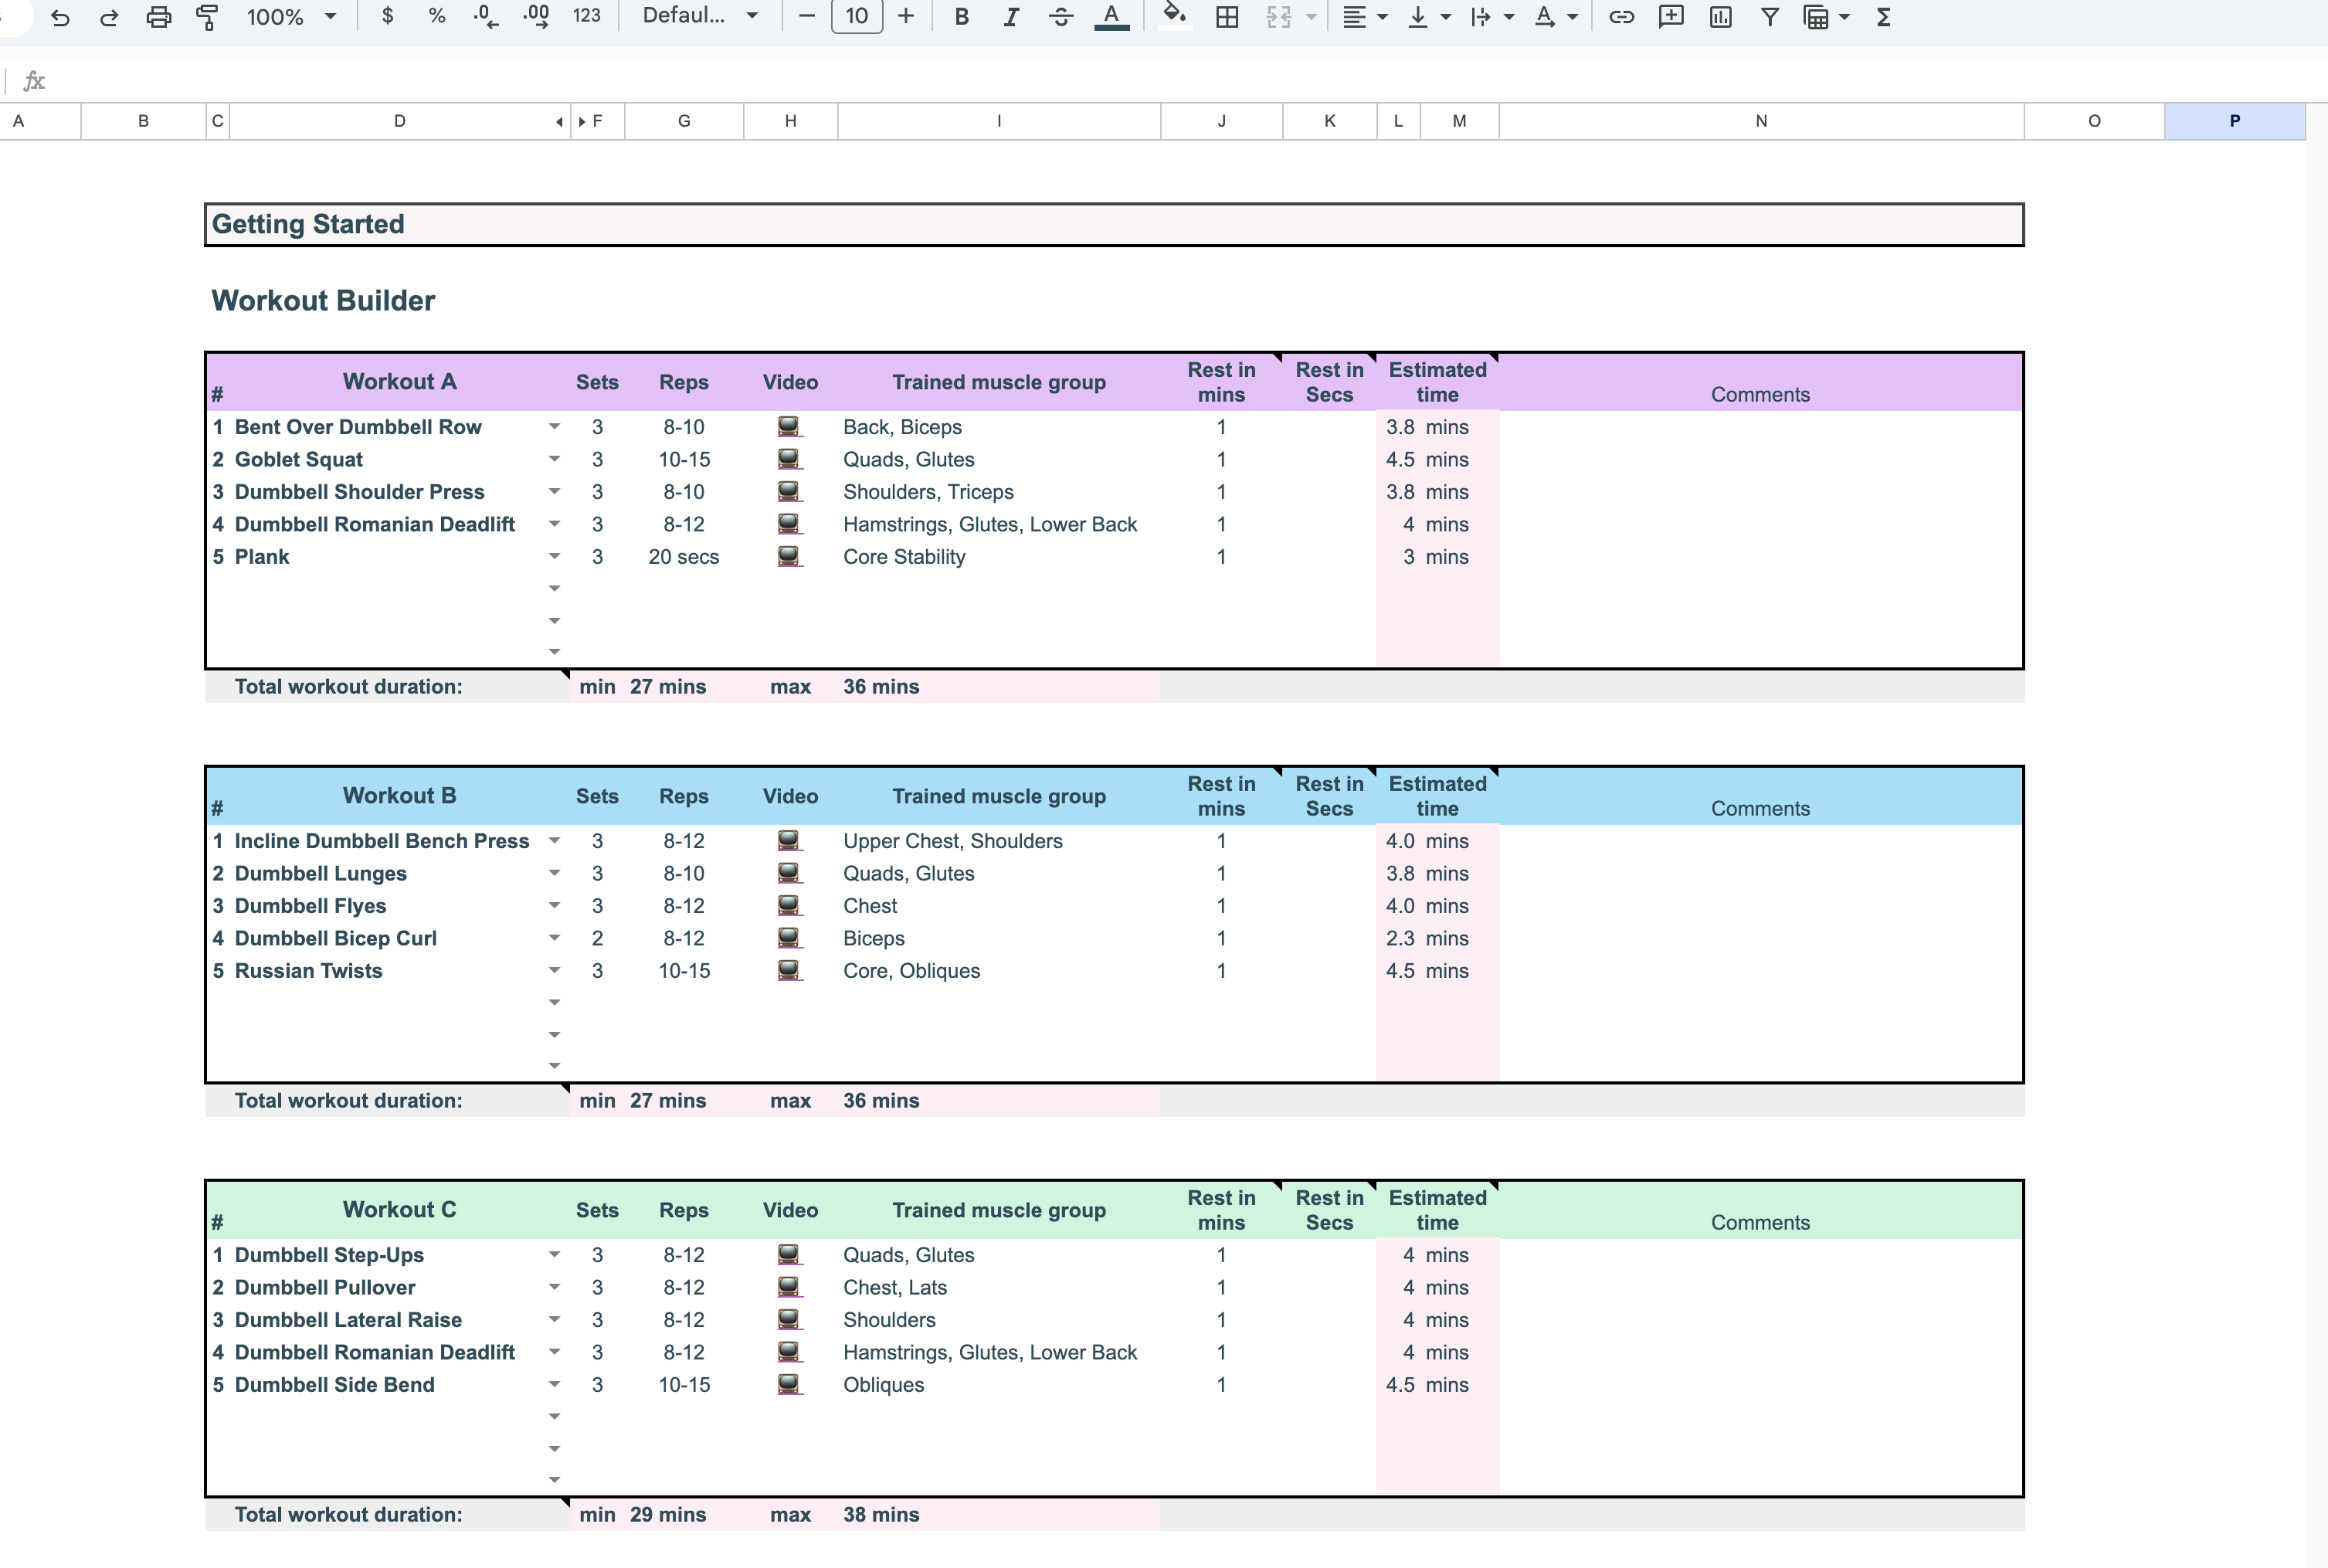 100% $ % .0 .00 123 Defaul... − 10 + B I S A A Σ
fx
A B C D F G H I J K L M N O P
Getting Started
Workout Builder
# Workout A Sets Reps Video Trained muscle group Rest in mins Rest in Secs Estimated time Comments
1 Bent Over Dumbbell Row 3 8-10 Back, Biceps 1 3.8 mins
2 Goblet Squat 3 10-15 Quads, Glutes 1 4.5 mins
3 Dumbbell Shoulder Press 3 8-10 Shoulders, Triceps 1 3.8 mins
4 Dumbbell Romanian Deadlift 3 8-12 Hamstrings, Glutes, Lower Back 1 4 mins
5 Plank 3 20 secs Core Stability 1 3 mins
Total workout duration: min 27 mins max 36 mins
# Workout B Sets Reps Video Trained muscle group Rest in mins Rest in Secs Estimated time Comments
1 Incline Dumbbell Bench Press 3 8-12 Upper Chest, Shoulders 1 4.0 mins
2 Dumbbell Lunges 3 8-10 Quads, Glutes 1 3.8 mins
3 Dumbbell Flyes 3 8-12 Chest 1 4.0 mins
4 Dumbbell Bicep Curl 2 8-12 Biceps 1 2.3 mins
5 Russian Twists 3 10-15 Core, Obliques 1 4.5 mins
Total workout duration: min 27 mins max 36 mins
# Workout C Sets Reps Video Trained muscle group Rest in mins Rest in Secs Estimated time Comments
1 Dumbbell Step-Ups 3 8-12 Quads, Glutes 1 4 mins
2 Dumbbell Pullover 3 8-12 Chest, Lats 1 4 mins
3 Dumbbell Lateral Raise 3 8-12 Shoulders 1 4 mins
4 Dumbbell Romanian Deadlift 3 8-12 Hamstrings, Glutes, Lower Back 1 4 mins
5 Dumbbell Side Bend 3 10-15 Obliques 1 4.5 mins
Total workout duration: min 29 mins max 38 mins